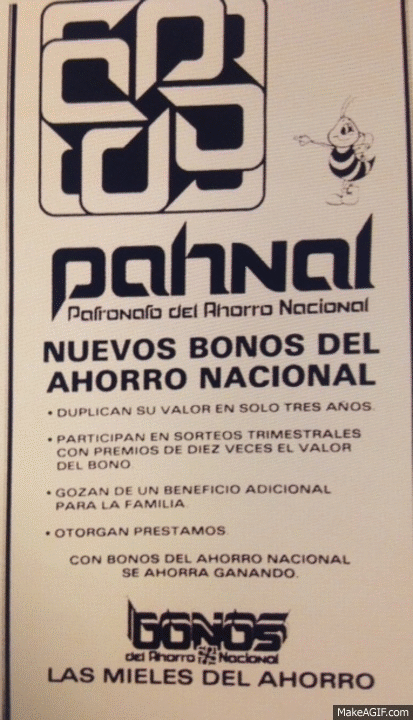 pahnal
Patronato del Ahorro Nacional
NUEVOS BONOS DEL
AHORRO NACIONAL
• DUPLICAN SU VALOR EN SOLO TRES AÑOS.
• PARTICIPAN EN SORTEOS TRIMESTRALES
CON PREMIOS DE DIEZ VECES EL VALOR
DEL BONO
• GOZAN DE UN BENEFICIO ADICIONAL
PARA LA FAMILIA.
• OTORGAN PRESTAMOS.
CON BONOS DEL AHORRO NACIONAL
SE AHORRA GANANDO.
BONOS
del Ahorro Nacional
LAS MIELES DEL AHORRO
MakeAGIF.com